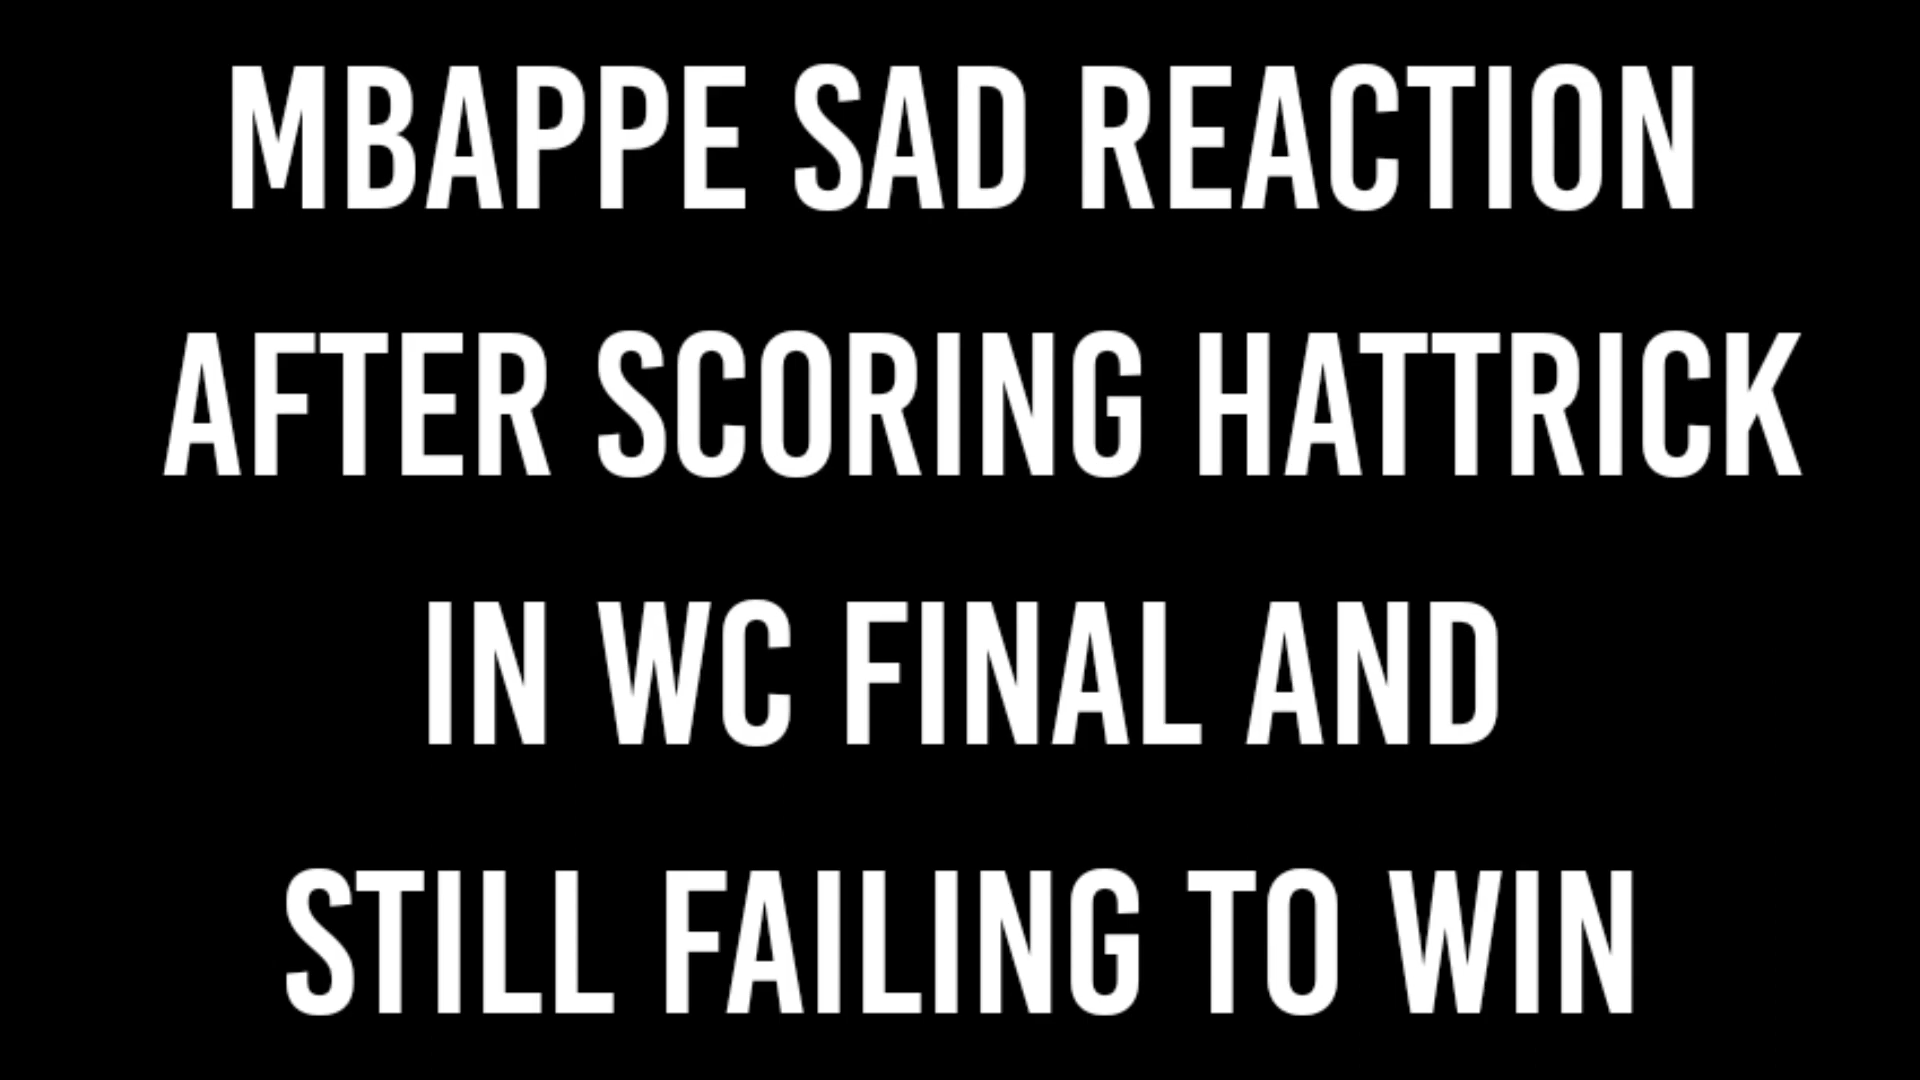 MBAPPE SAD REACTION
AFTER SCORING HATTRICK
IN WC FINAL AND
STILL FAILING TO WIN